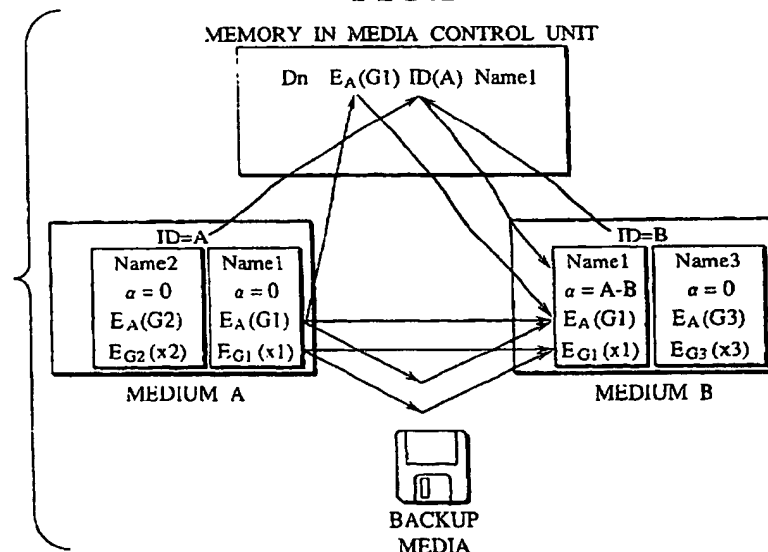 MEMORY IN MEDIA CONTROL UNIT
Dn E_A(G1) ID(A) Name1
ID=A
Name2
α = 0
E_A(G2)
E_G2(x2)
Name1
α = 0
E_A(G1)
E_G1(x1)
MEDIUM A
ID=B
Name1
α = A-B
E_A(G1)
E_G1(x1)
Name3
α = 0
E_A(G3)
E_G3(x3)
MEDIUM B
BACKUP
MEDIA